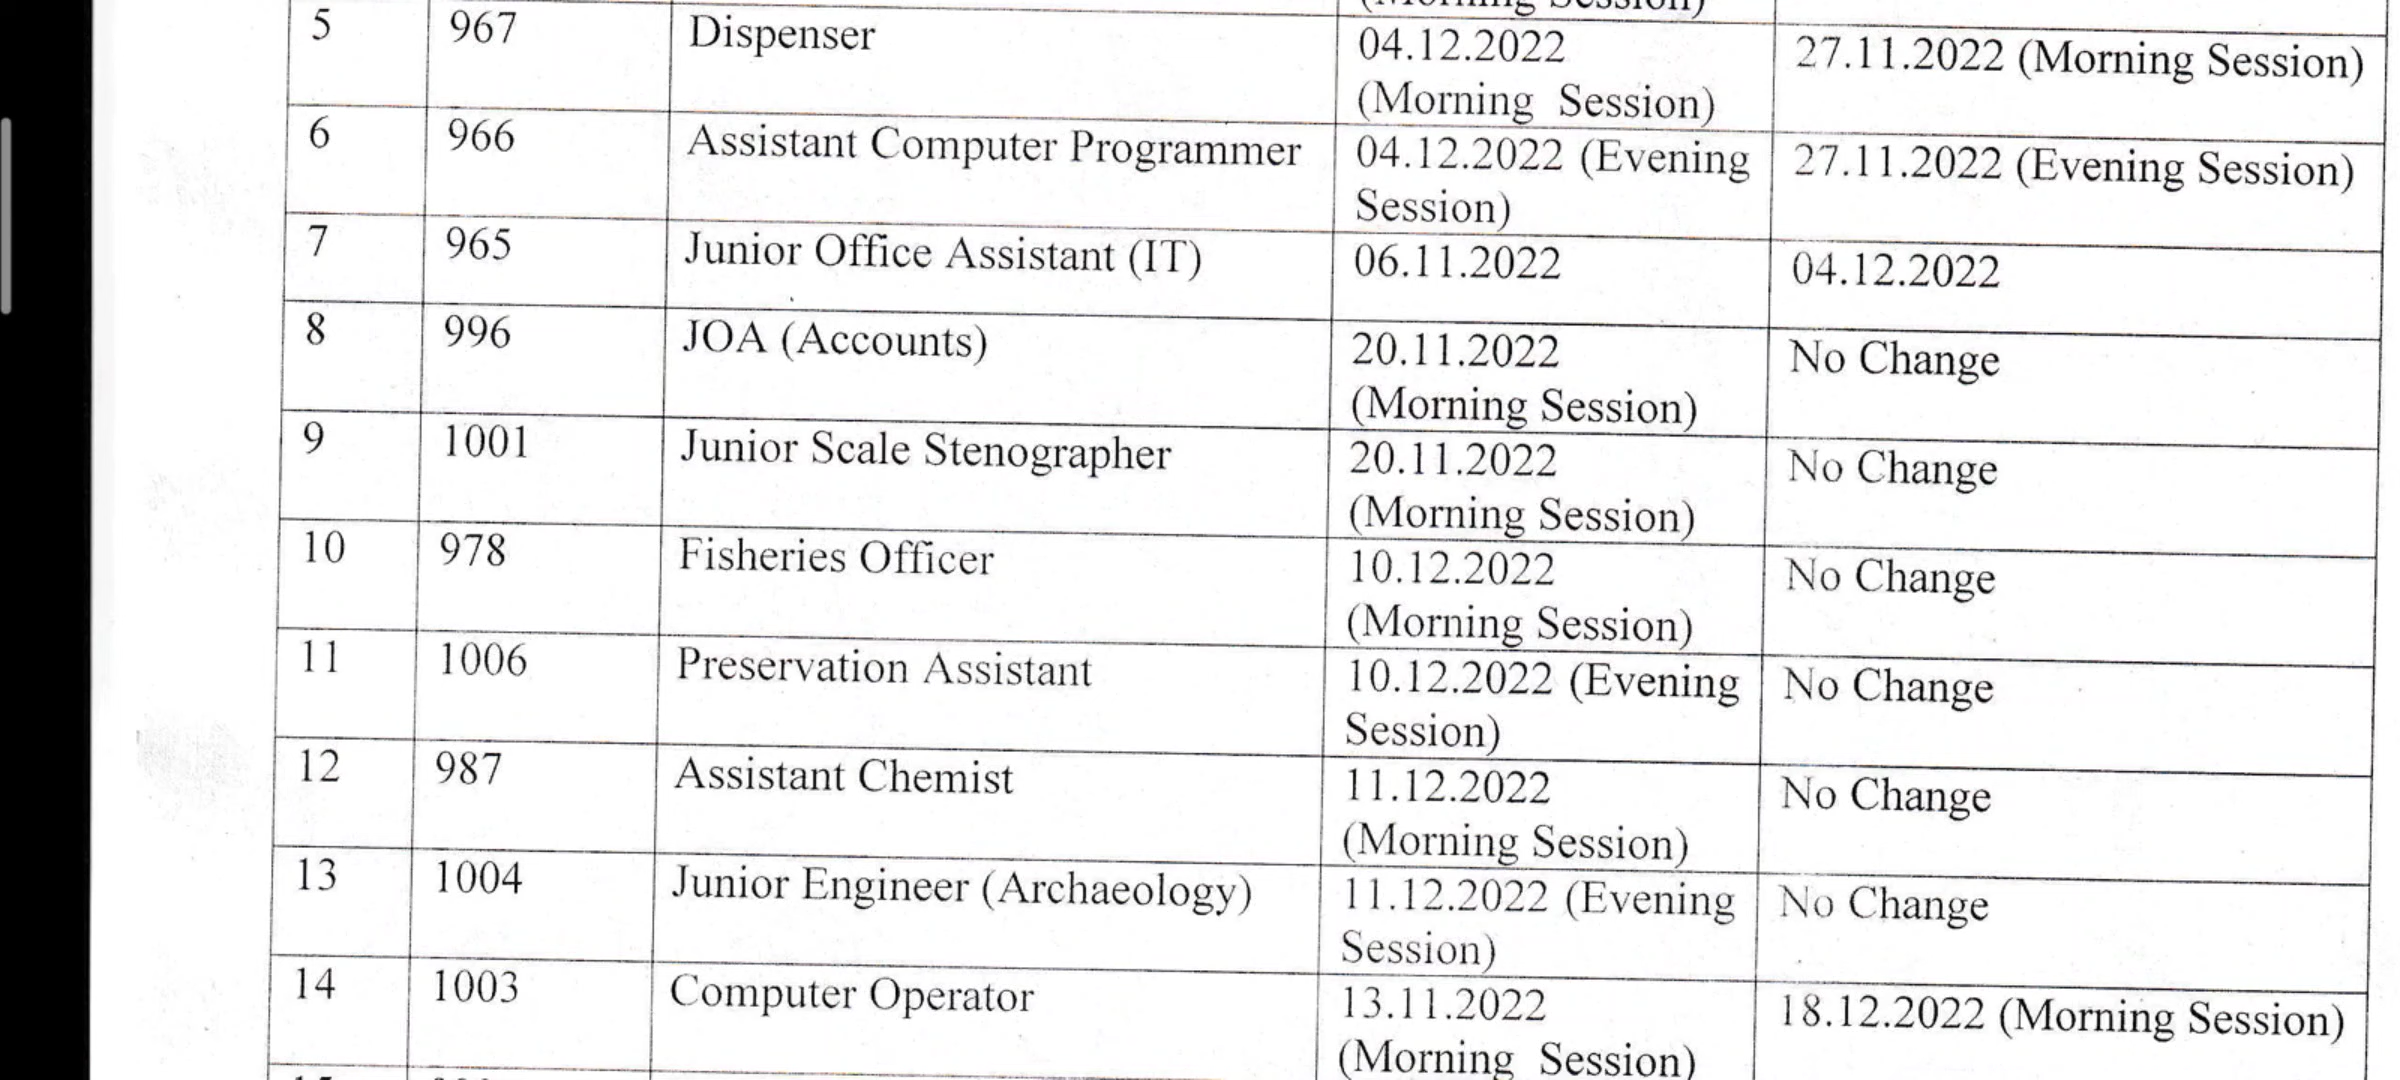 (Morning Session)
5 967 Dispenser 04.12.2022 27.11.2022 (Morning Session)
(Morning Session)
6 966 Assistant Computer Programmer 04.12.2022 (Evening 27.11.2022 (Evening Session)
Session)
7 965 Junior Office Assistant (IT) 06.11.2022 04.12.2022
8 996 JOA (Accounts) 20.11.2022 No Change
(Morning Session)
9 1001 Junior Scale Stenographer 20.11.2022 No Change
(Morning Session)
10 978 Fisheries Officer 10.12.2022 No Change
(Morning Session)
11 1006 Preservation Assistant 10.12.2022 (Evening No Change
Session)
12 987 Assistant Chemist 11.12.2022 No Change
(Morning Session)
13 1004 Junior Engineer (Archaeology) 11.12.2022 (Evening No Change
Session)
14 1003 Computer Operator 13.11.2022 18.12.2022 (Morning Session)
(Morning Session)